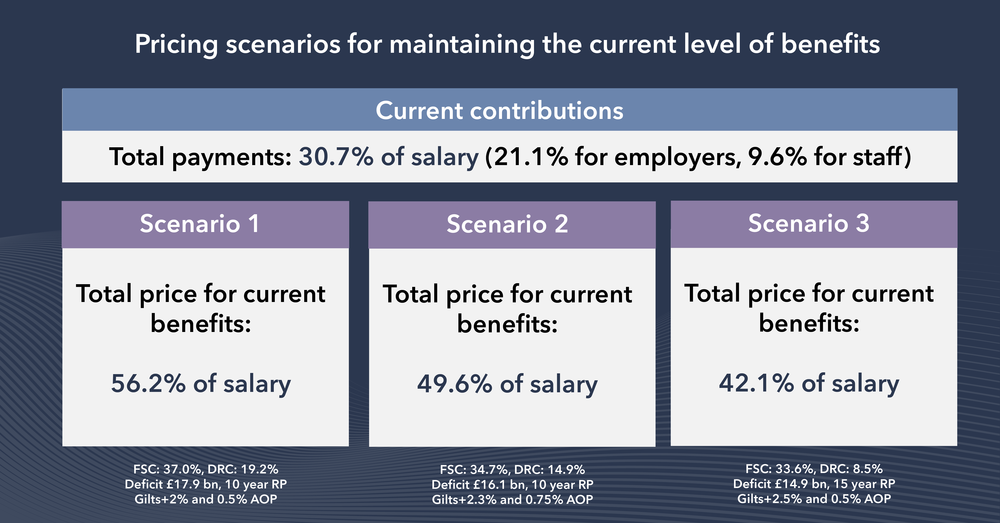 Pricing scenarios for maintaining the current level of benefits
Current contributions
Total payments: 30.7% of salary (21.1% for employers, 9.6% for staff)
Scenario 1
Total price for current
benefits:
56.2% of salary
FSC: 37.0%, DRC: 19.2%
Deficit £17.9 bn, 10 year RP
Gilts+2% and 0.5% AOP
Scenario 2
Total price for current
benefits:
49.6% of salary
FSC: 34.7%, DRC: 14.9%
Deficit £16.1 bn, 10 year RP
Gilts+2.3% and 0.75% AOP
Scenario 3
Total price for current
benefits:
42.1% of salary
FSC: 33.6%, DRC: 8.5%
Deficit £14.9 bn, 15 year RP
Gilts+2.5% and 0.5% AOP